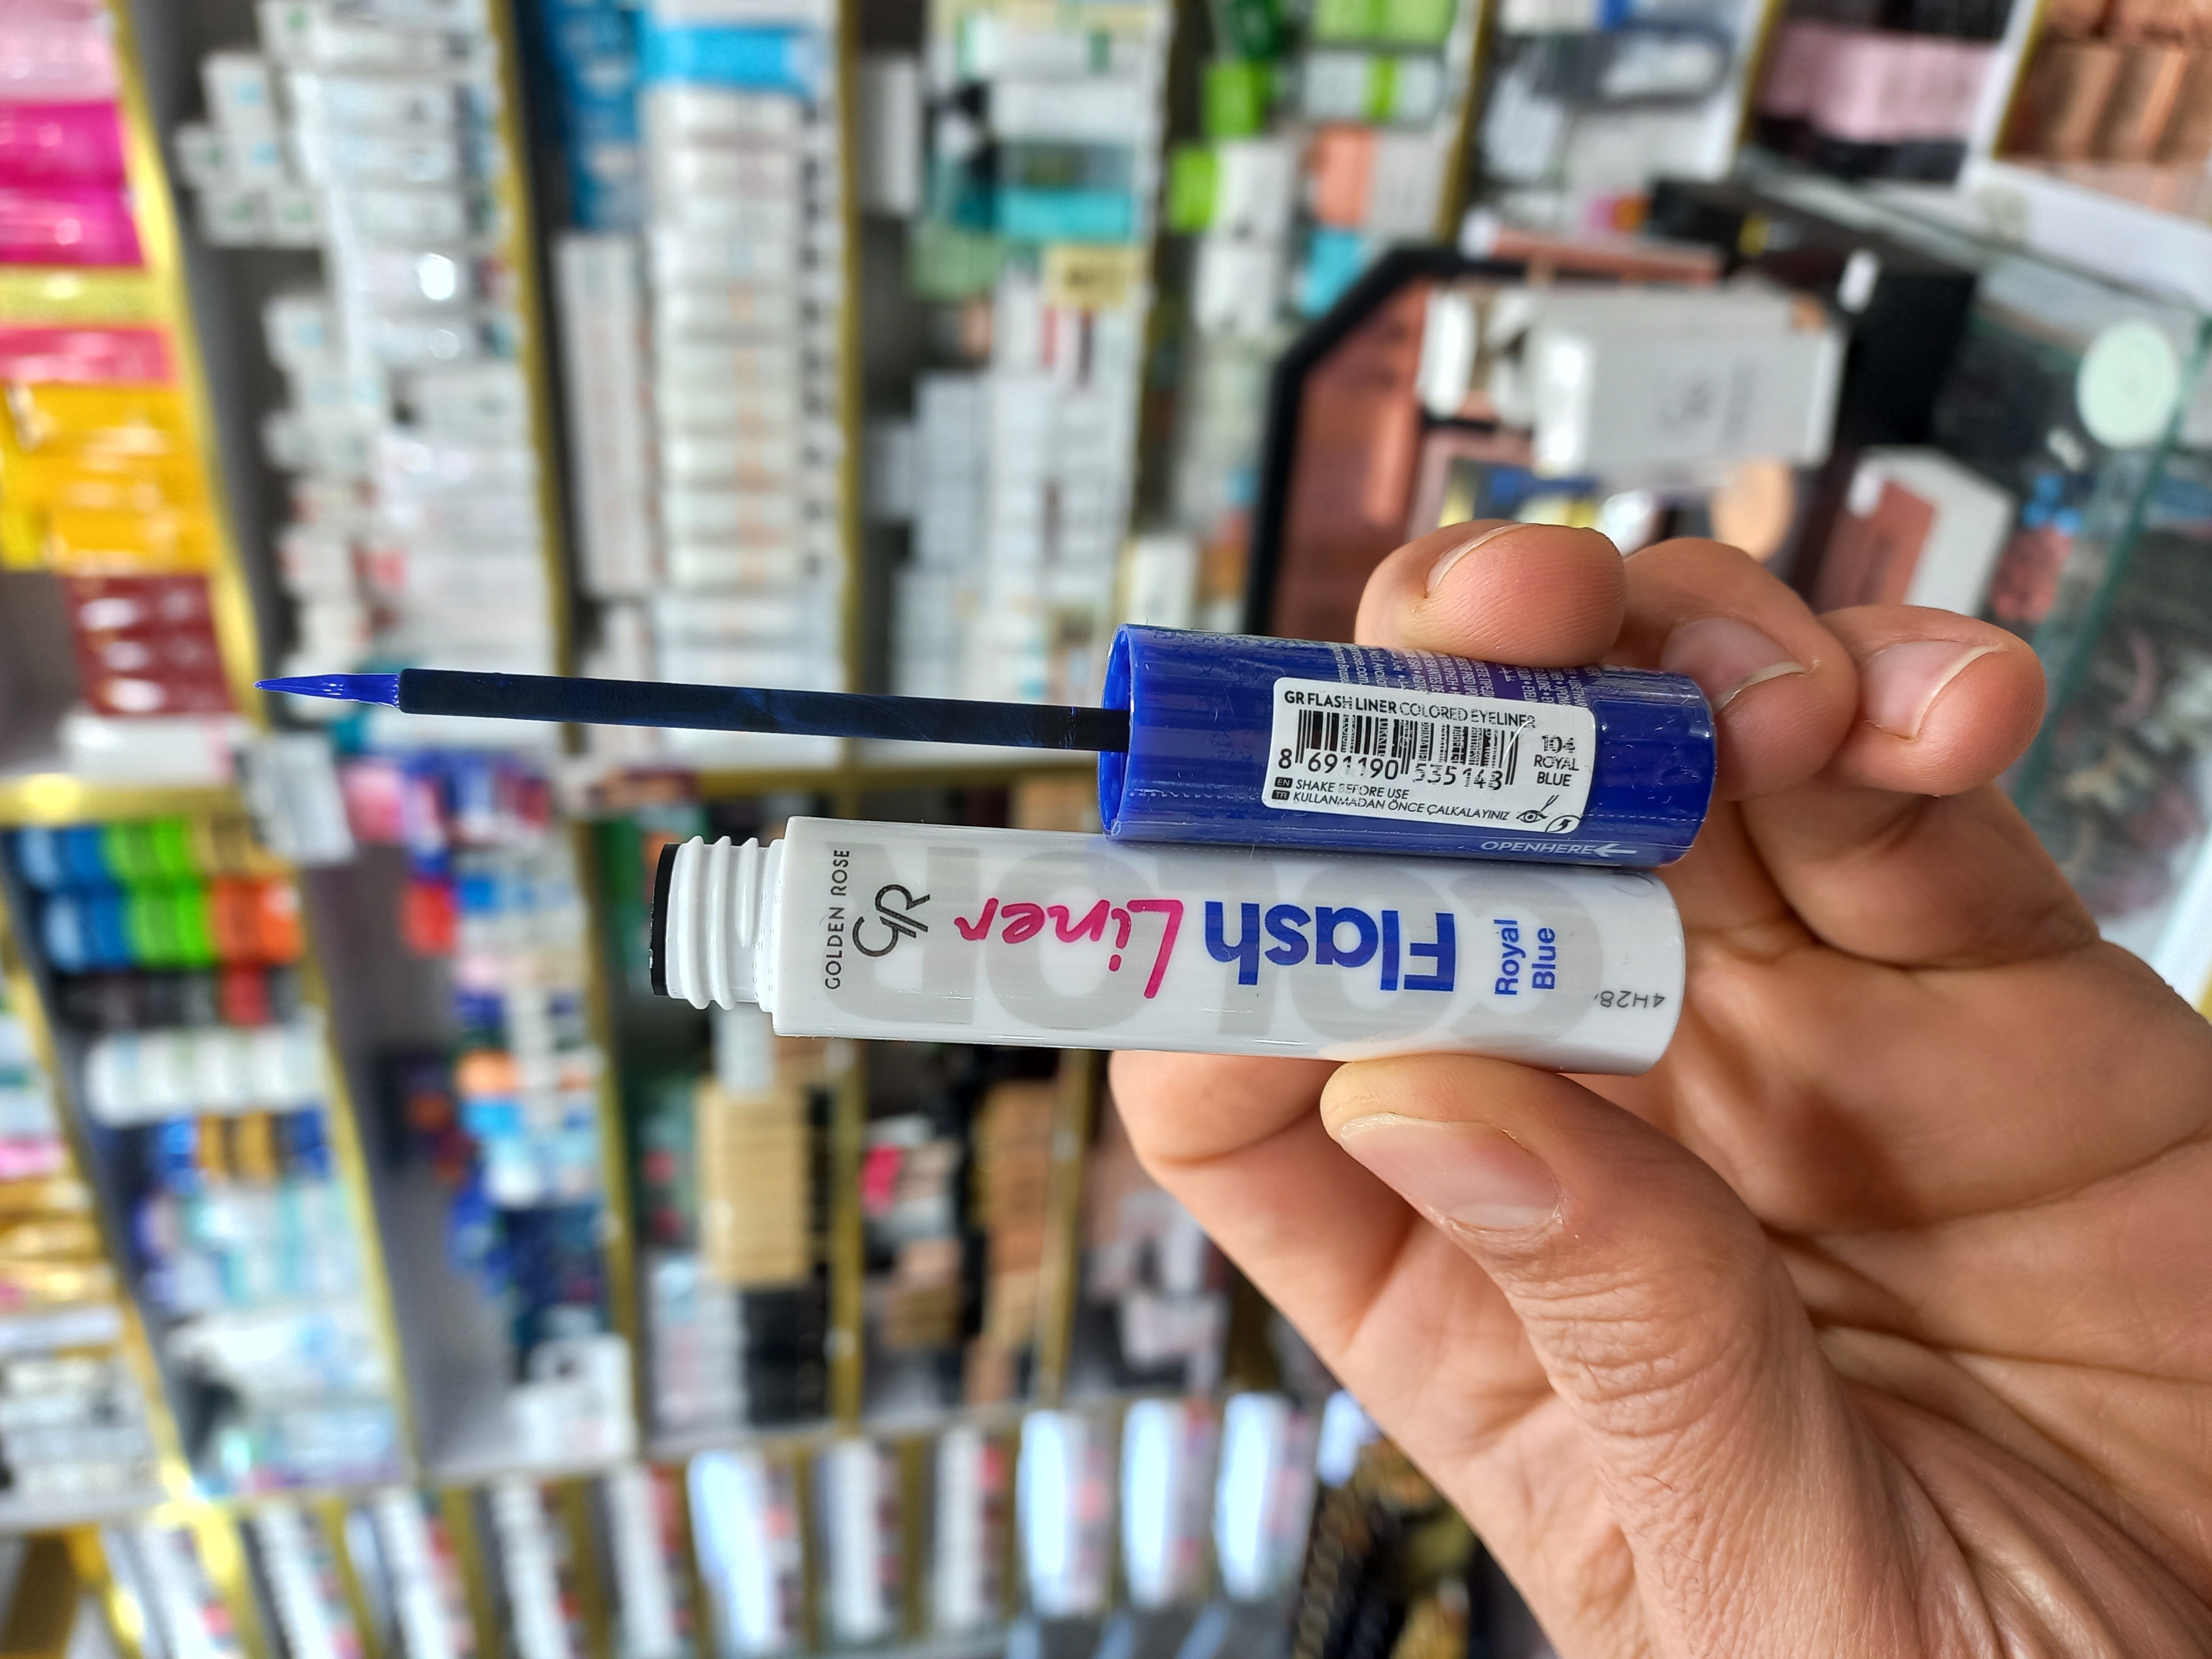 GR FLASH LINER COLORED EYELINER
8 691190 535148
104
ROYAL
BLUE
EN SHAKE BEFORE USE
TR KULLANMADAN ÖNCE ÇALKALAYINIZ
OPENHERE
GOLDEN ROSE
GR
Flash Liner
COLOR
Royal
Blue
4H28